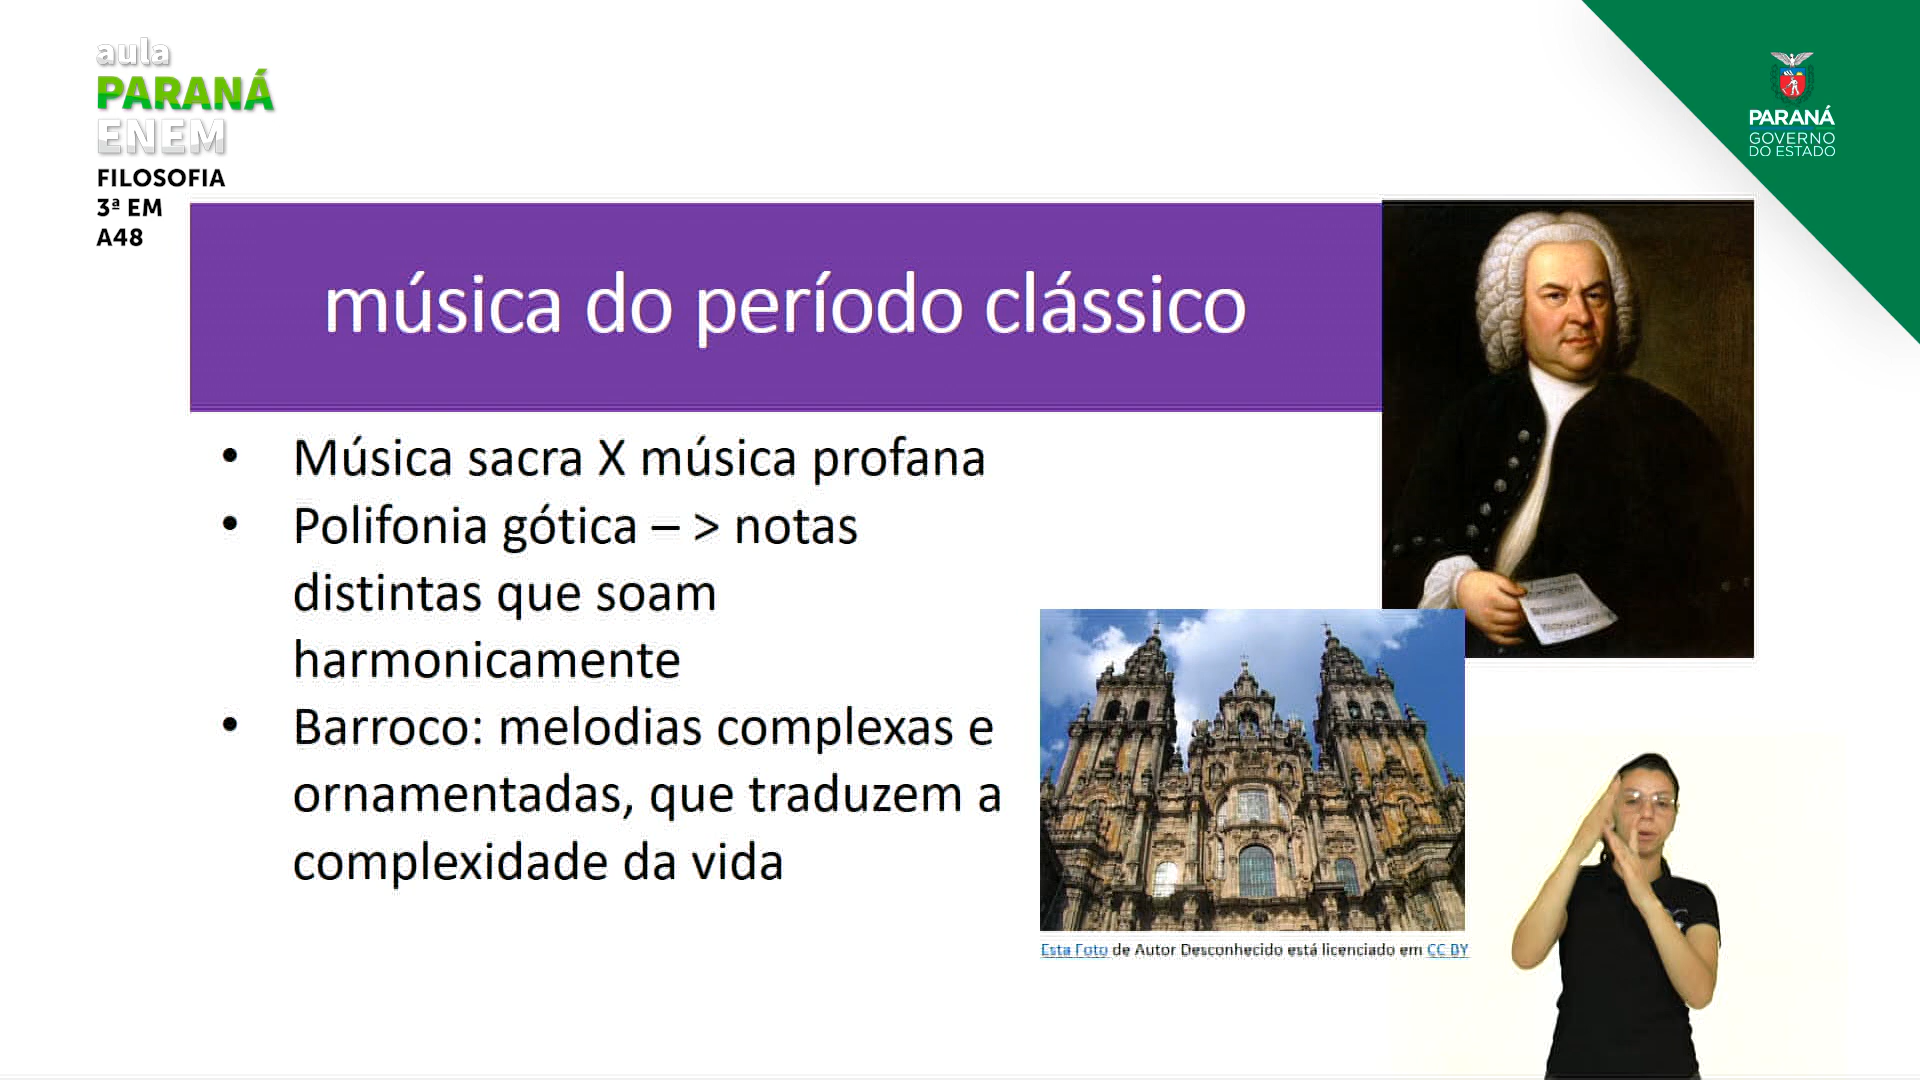 aula
PARANÁ
ENEM
FILOSOFIA
3ª EM
A48
PARANÁ
GOVERNO
DO ESTADO
música do período clássico
• Música sacra X música profana
• Polifonia gótica – > notas
distintas que soam
harmonicamente
• Barroco: melodias complexas e
ornamentadas, que traduzem a
complexidade da vida
Esta Foto de Autor Desconhecido está licenciado em CC BY